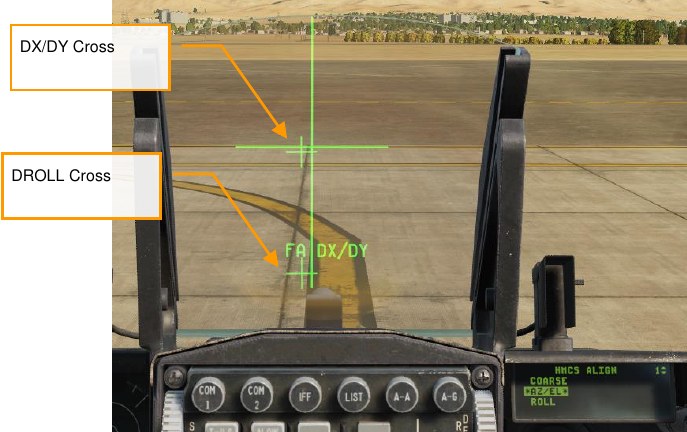 DX/DY Cross
DROLL Cross
FA DX/DY
HMCS ALIGN 1
COARSE
AZ/EL
ROLL
COM 1
COM 2
IFF
LIST
A-A
A-G